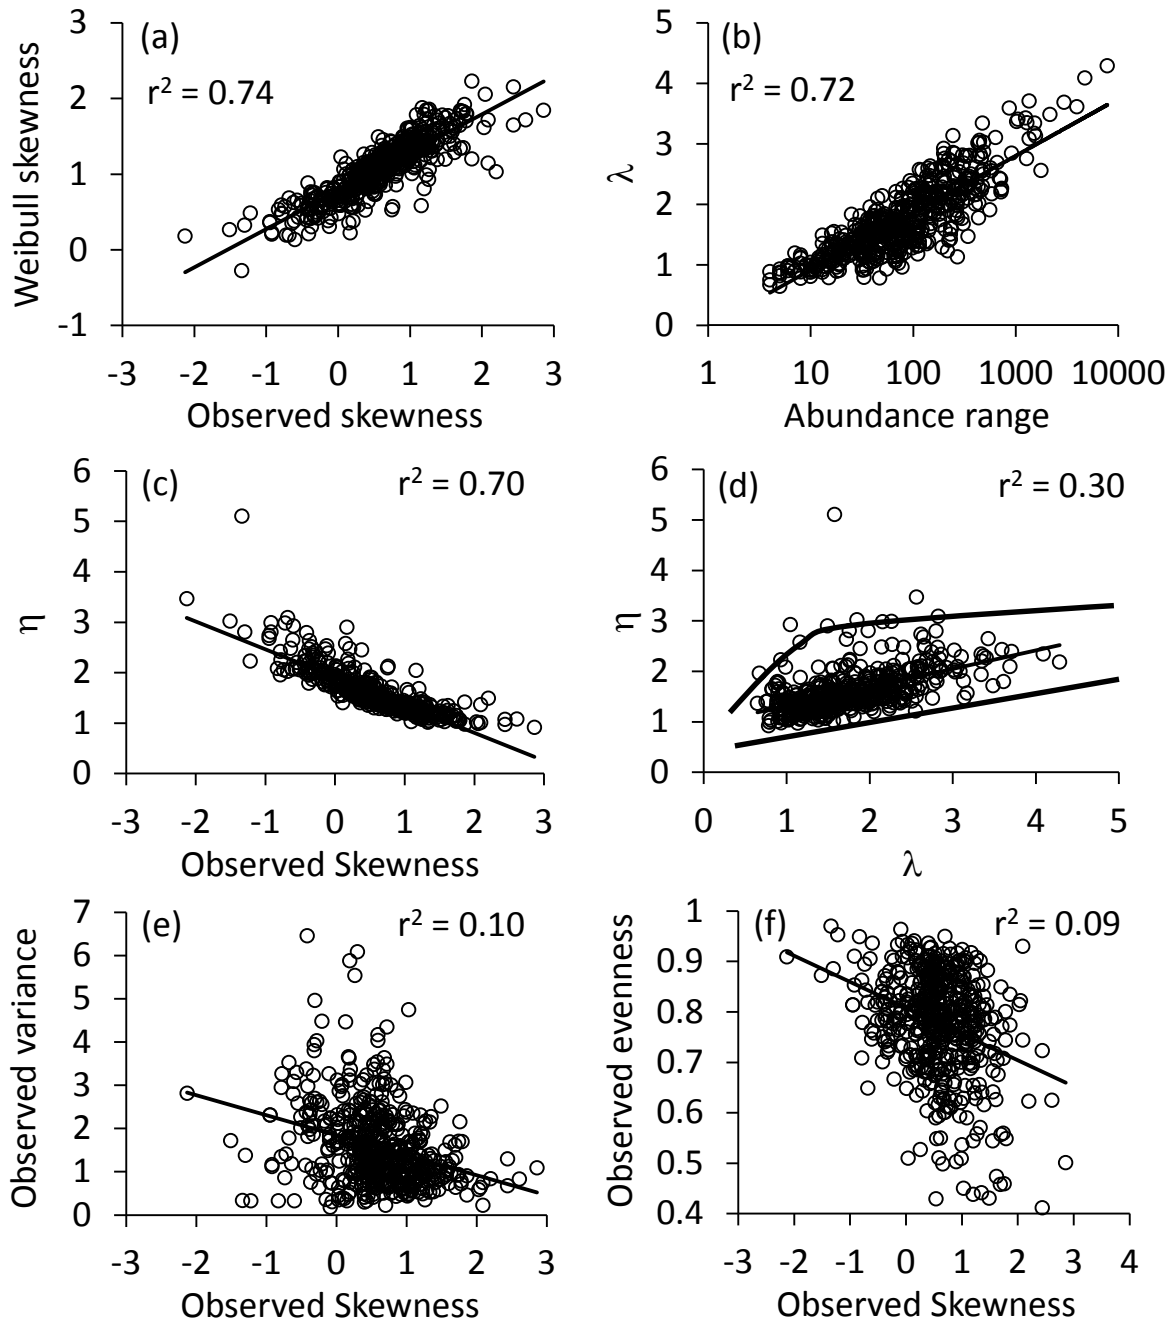 (a)
r² = 0.74
Weibull skewness
3
2
1
0
-1
-3 -2 -1 0 1 2 3
Observed skewness
(b)
r² = 0.72
λ
5
4
3
2
1
0
1 10 100 1000 10000
Abundance range
(c)
r² = 0.70
η
6
5
4
3
2
1
0
-3 -2 -1 0 1 2 3
Observed Skewness
(d)
r² = 0.30
η
6
5
4
3
2
1
0
0 1 2 3 4 5
λ
(e)
r² = 0.10
Observed variance
7
6
5
4
3
2
1
0
-3 -2 -1 0 1 2 3
Observed Skewness
(f)
r² = 0.09
Observed evenness
1
0.9
0.8
0.7
0.6
0.5
0.4
-3 -2 -1 0 1 2 3 4
Observed Skewness